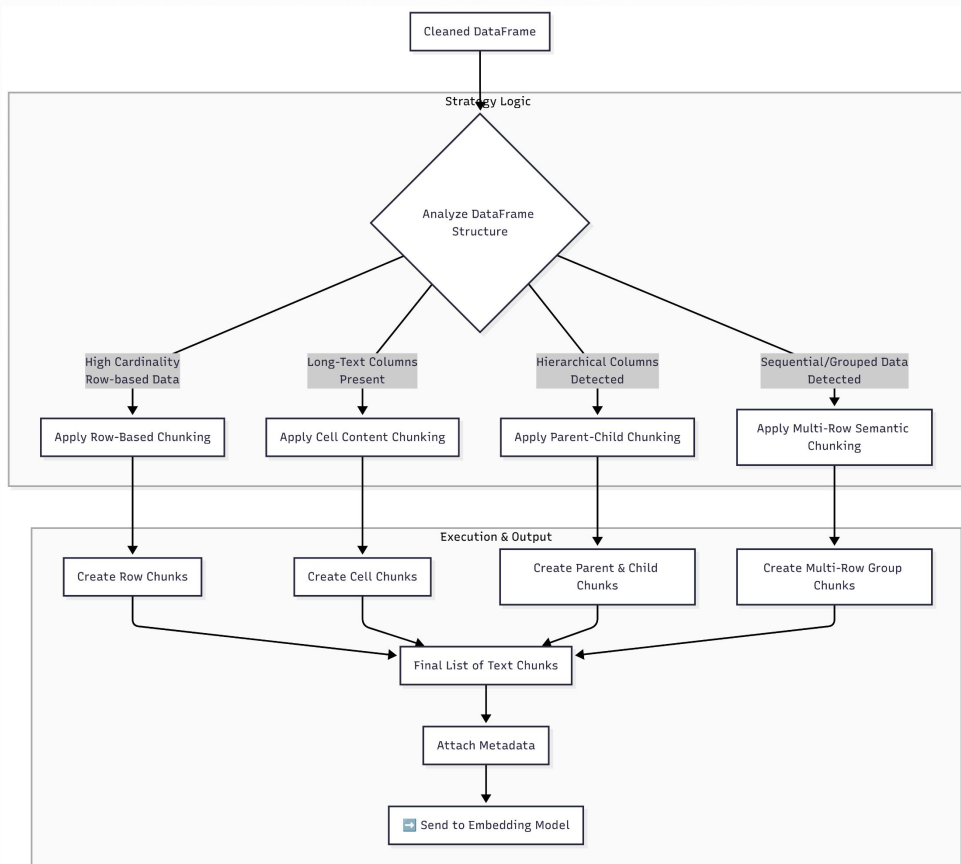 Cleaned DataFrame
Strategy Logic
Analyze DataFrame
Structure
High Cardinality
Row-based Data
Long-Text Columns
Present
Hierarchical Columns
Detected
Sequential/Grouped Data
Detected
Apply Row-Based Chunking
Apply Cell Content Chunking
Apply Parent-Child Chunking
Apply Multi-Row Semantic
Chunking
Execution & Output
Create Row Chunks
Create Cell Chunks
Create Parent & Child
Chunks
Create Multi-Row Group
Chunks
Final List of Text Chunks
Attach Metadata
➡️ Send to Embedding Model